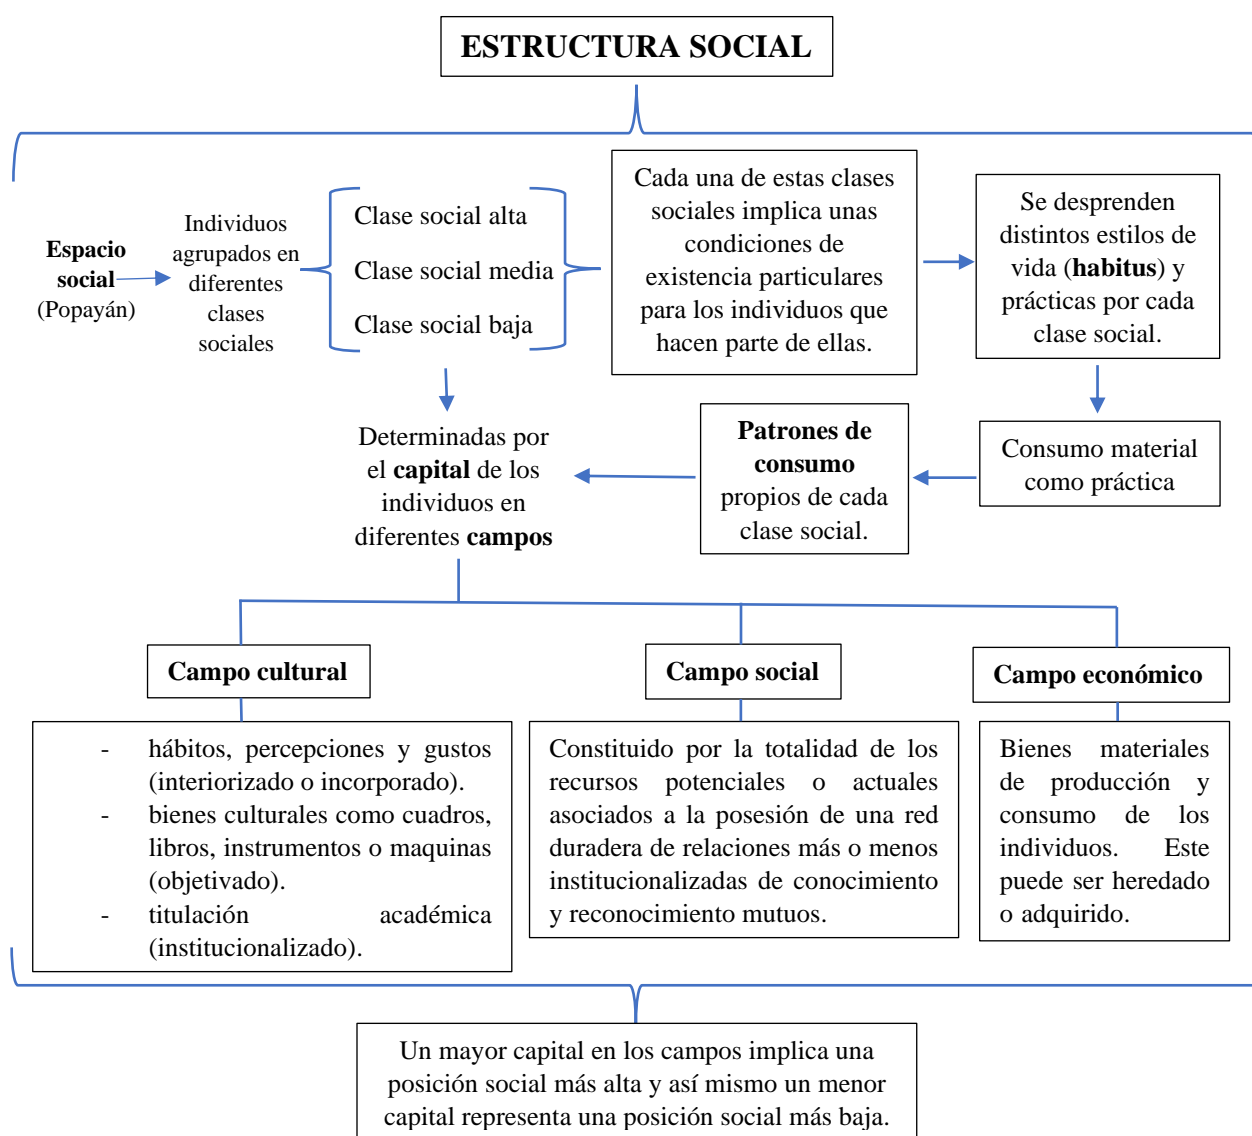 ESTRUCTURA SOCIAL
Espacio
social
(Popayán)
Individuos
agrupados en
diferentes
clases
sociales
Clase social alta
Clase social media
Clase social baja
Cada una de estas clases
sociales implica unas
condiciones de
existencia particulares
para los individuos que
hacen parte de ellas.
Se desprenden
distintos estilos de
vida (habitus) y
prácticas por cada
clase social.
Consumo material
como práctica
Patrones de
consumo
propios de cada
clase social.
Determinadas por
el capital de los
individuos en
diferentes campos
Campo cultural
- hábitos, percepciones y gustos
(interiorizado o incorporado).
- bienes culturales como cuadros,
libros, instrumentos o maquinas
(objetivado).
- titulación académica
(institucionalizado).
Campo social
Constituido por la totalidad de los
recursos potenciales o actuales
asociados a la posesión de una red
duradera de relaciones más o menos
institucionalizadas de conocimiento
y reconocimiento mutuos.
Campo económico
Bienes materiales
de producción y
consumo de los
individuos. Este
puede ser heredado
o adquirido.
Un mayor capital en los campos implica una
posición social más alta y así mismo un menor
capital representa una posición social más baja.